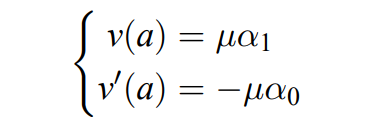 v(a) = μα₁
v′(a) = −μα₀